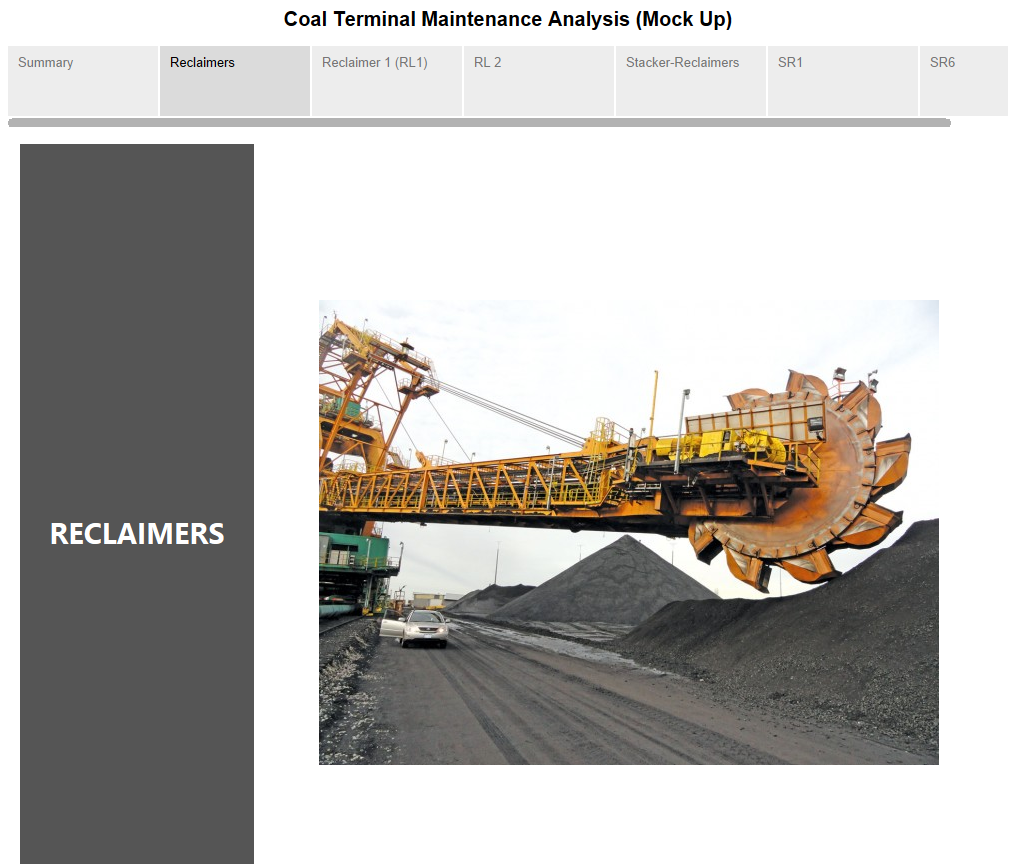 Coal Terminal Maintenance Analysis (Mock Up)
Summary
Reclaimers
Reclaimer 1 (RL1)
RL 2
Stacker-Reclaimers
SR1
SR6
RECLAIMERS